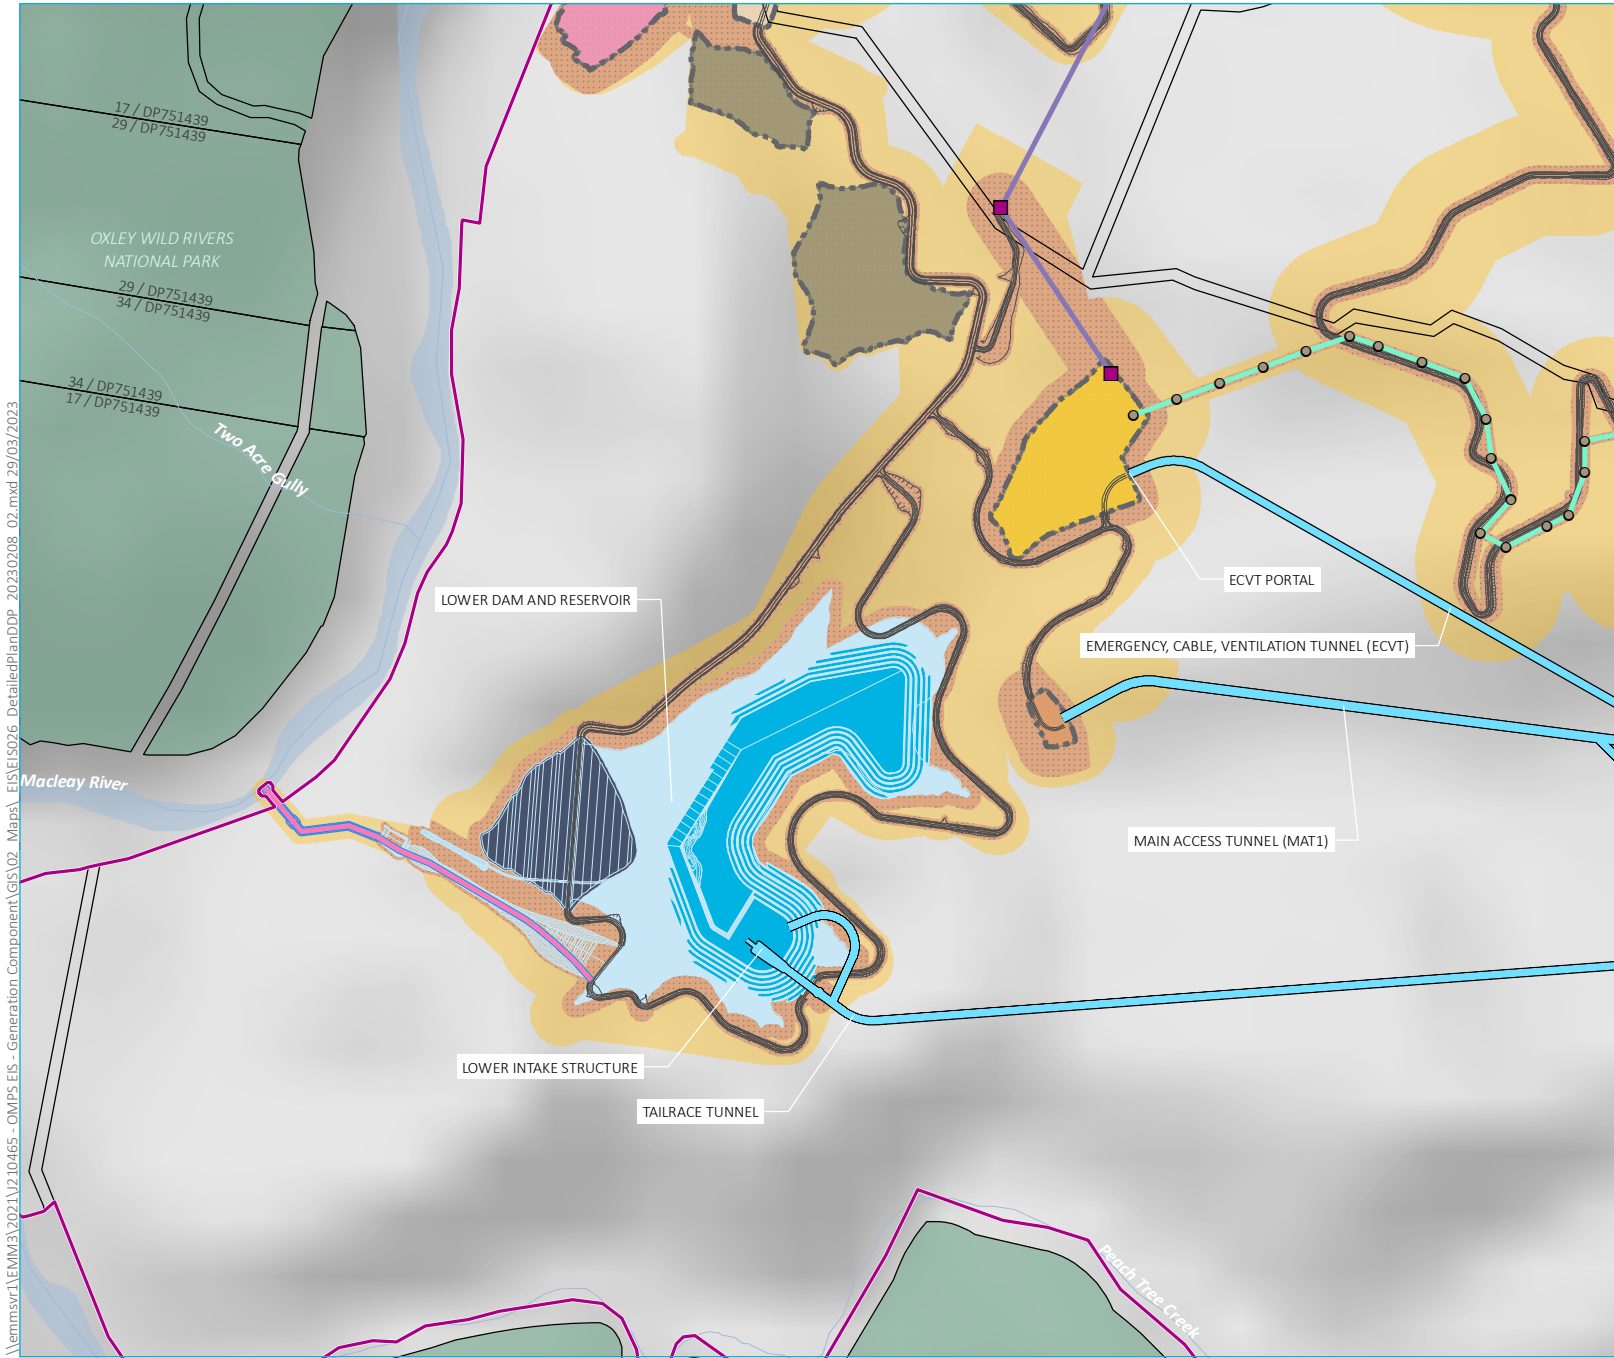 17 / DP751439
29 / DP751439
OXLEY WILD RIVERS
NATIONAL PARK
29 / DP751439
34 / DP751439
34 / DP751439
17 / DP751439
Two Acre Gully
ECVT PORTAL
LOWER DAM AND RESERVOIR
EMERGENCY, CABLE, VENTILATION TUNNEL (ECVT)
Macleay River
MAIN ACCESS TUNNEL (MAT1)
LOWER INTAKE STRUCTURE
TAILRACE TUNNEL
Peach Tree Creek
\\emmsvr1\EMM3\2021\J210465 - OMPS EIS - Generation Component\GIS\02_Maps\_EIS\EIS026_DetailedPlanDDP_20230208_02.mxd 29/03/2023